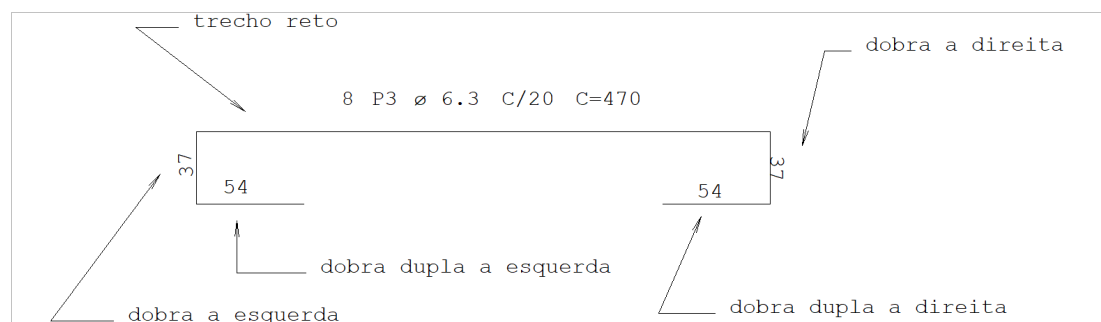 trecho reto
dobra a direita
8 P3 ø 6.3 C/20 C=470
37
37
54
54
dobra dupla a esquerda
dobra dupla a direita
dobra a esquerda